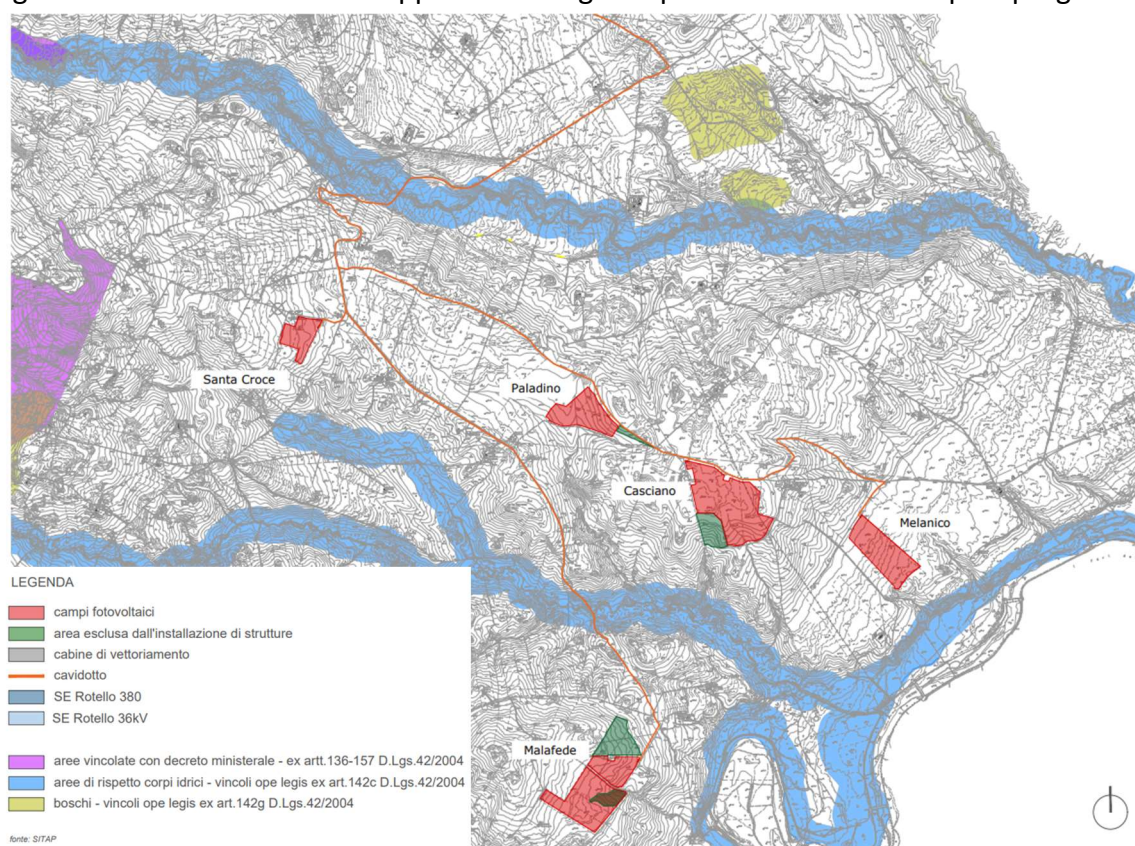 Santa Croce
Paladino
Casciano
Melanico
Malafede
LEGENDA
campi fotovoltaici
area esclusa dall'installazione di strutture
cabine di vettoriamento
cavidotto
SE Rotello 380
SE Rotello 36kV
aree vincolate con decreto ministeriale - ex artt.136-157 D.Lgs.42/2004
aree di rispetto corpi idrici - vincoli ope legis ex art.142c D.Lgs.42/2004
boschi - vincoli ope legis ex art.142g D.Lgs.42/2004
fonte: SITAP